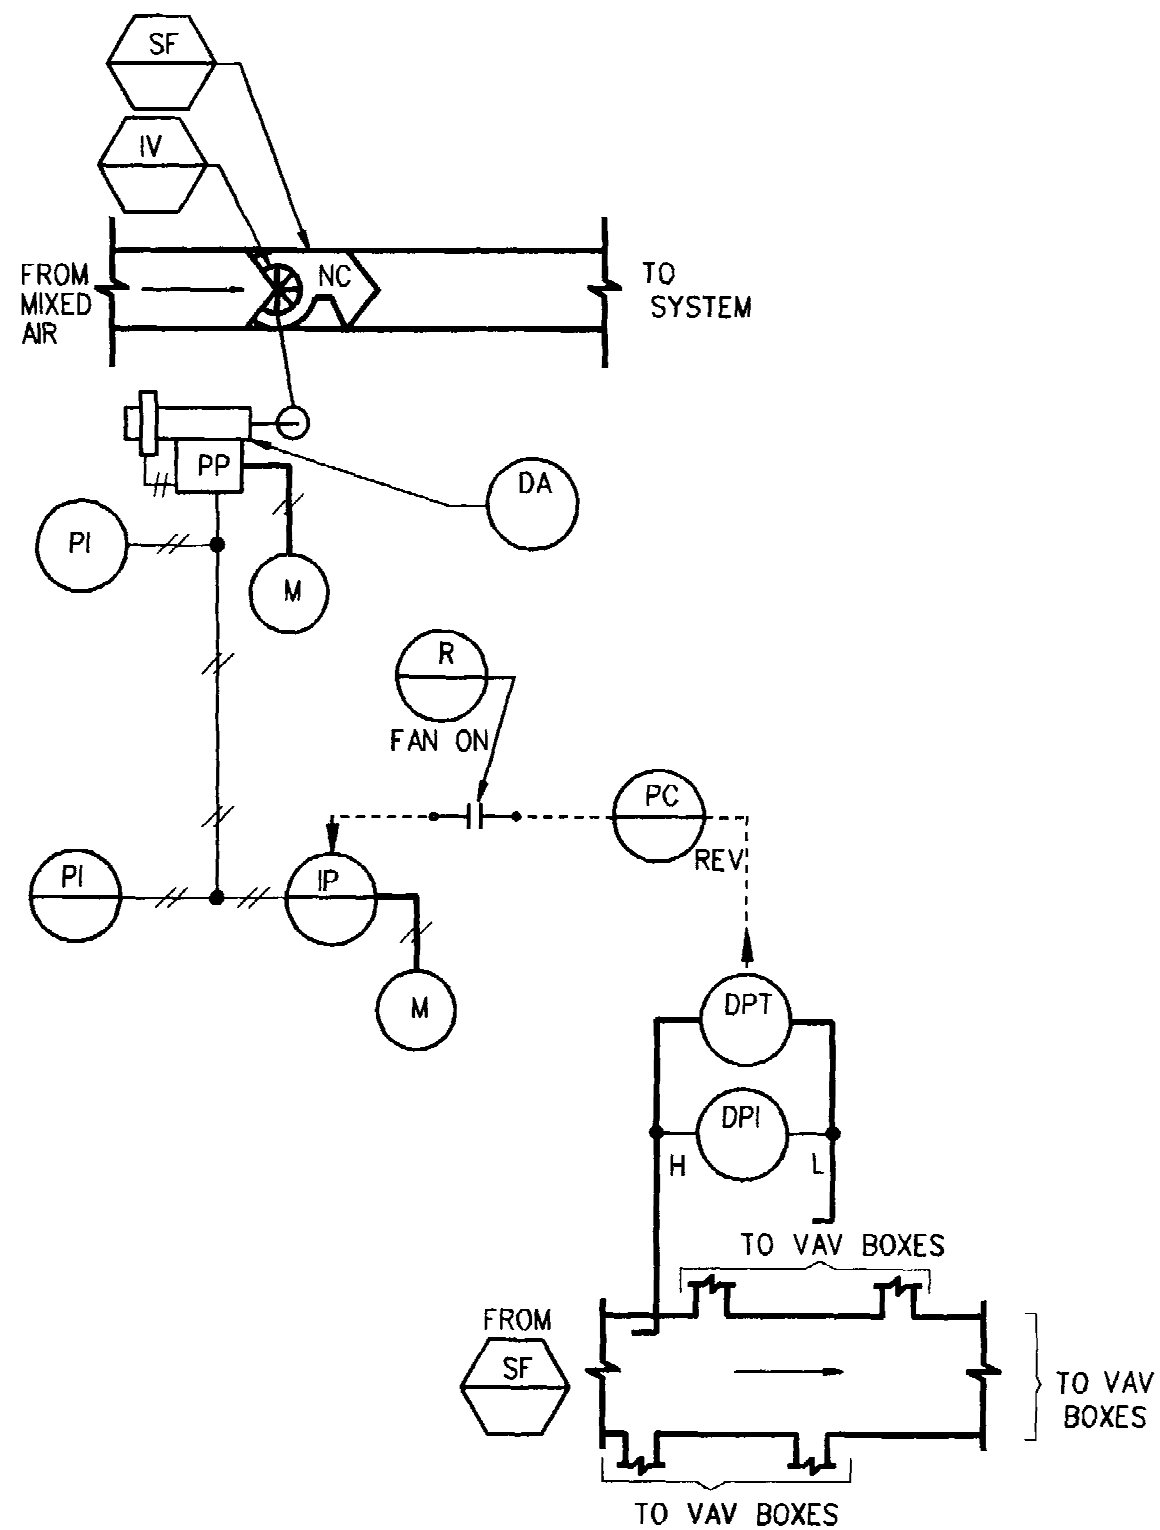 SF
IV
FROM
MIXED
AIR
NC
TO
SYSTEM
PP
DA
PI
M
R
FAN ON
PC
REV
PI
IP
M
DPT
DPI
H
L
TO VAV BOXES
FROM
SF
TO VAV
BOXES
TO VAV BOXES